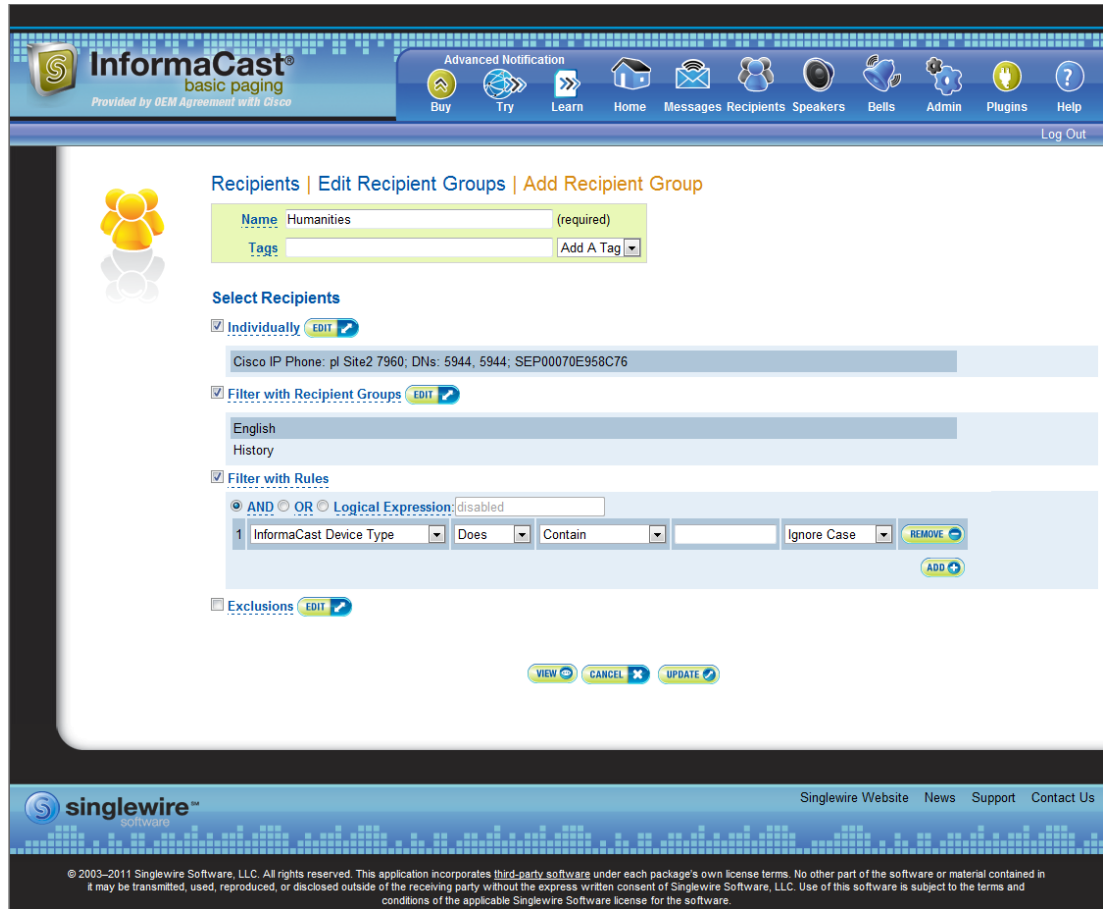 InformaCast®
basic paging
Provided by OEM Agreement with Cisco
Advanced Notification
Buy Try Learn Home Messages Recipients Speakers Bells Admin Plugins Help
Log Out
Recipients | Edit Recipient Groups | Add Recipient Group
Name Humanities (required)
Tags Add A Tag
Select Recipients
Individually EDIT
Cisco IP Phone: pl Site2 7960; DNs: 5944, 5944; SEP00070E958C76
Filter with Recipient Groups EDIT
English
History
Filter with Rules
AND OR Logical Expression: disabled
1 InformaCast Device Type Does Contain Ignore Case REMOVE
ADD
Exclusions EDIT
VIEW CANCEL UPDATE
singlewire℠
software
Singlewire Website News Support Contact Us
© 2003–2011 Singlewire Software, LLC. All rights reserved. This application incorporates third-party software under each package's own license terms. No other part of the software or material contained in
it may be transmitted, used, reproduced, or disclosed outside of the receiving party without the express written consent of Singlewire Software, LLC. Use of this software is subject to the terms and
conditions of the applicable Singlewire Software license for the software.